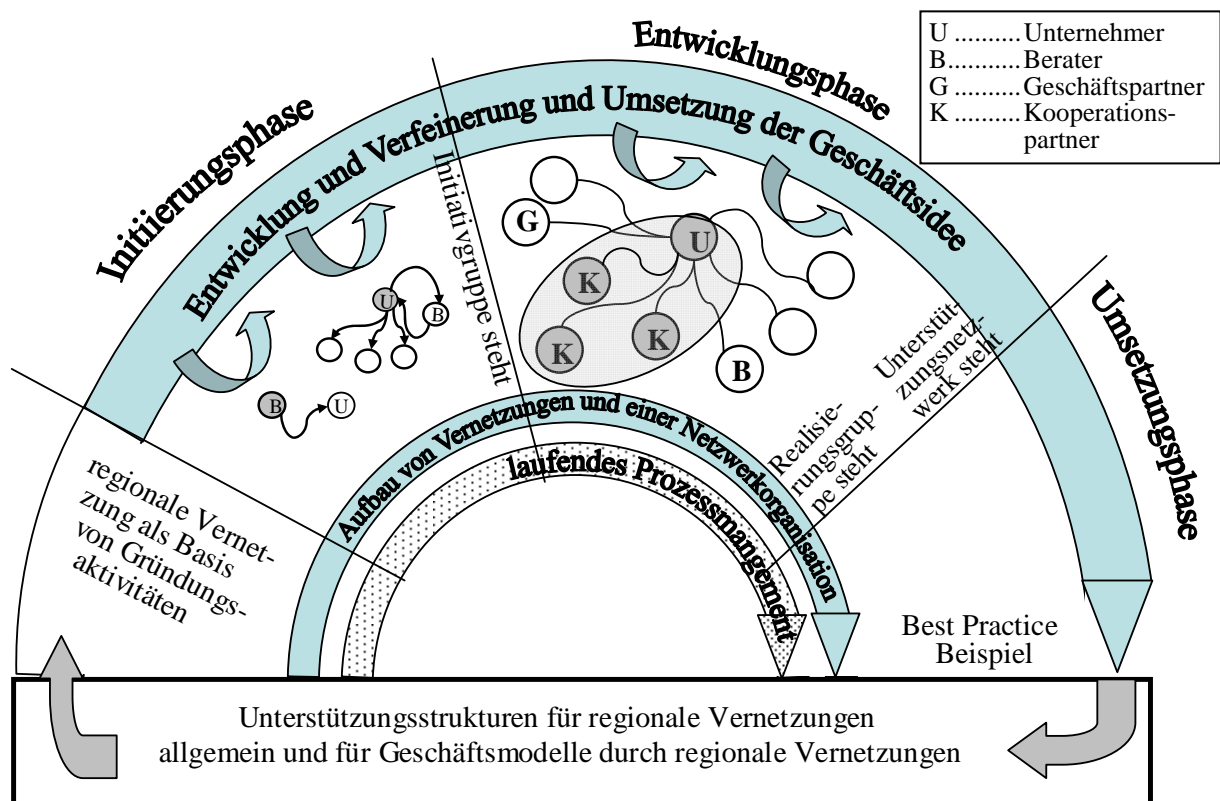 Initiierungsphase
Entwicklungsphase
Umsetzungsphase
U ..........Unternehmer
B...........Berater
G ..........Geschäftspartner
K ..........Kooperations-
partner
Entwicklung und Verfeinerung und Umsetzung der Geschäftsidee
Initiativgruppe steht
G
U
K
K
K
B
U
B
B
U
Realisie-
rungsgrup-
pe steht
Unterstüt-
zungsnetz-
werk steht
regionale Vernet-
zung als Basis
von Gründungs-
aktivitäten
Aufbau von Vernetzungen und einer Netzwerkorganisation
laufendes Prozessmangement
Best Practice
Beispiel
Unterstützungsstrukturen für regionale Vernetzungen
allgemein und für Geschäftsmodelle durch regionale Vernetzungen